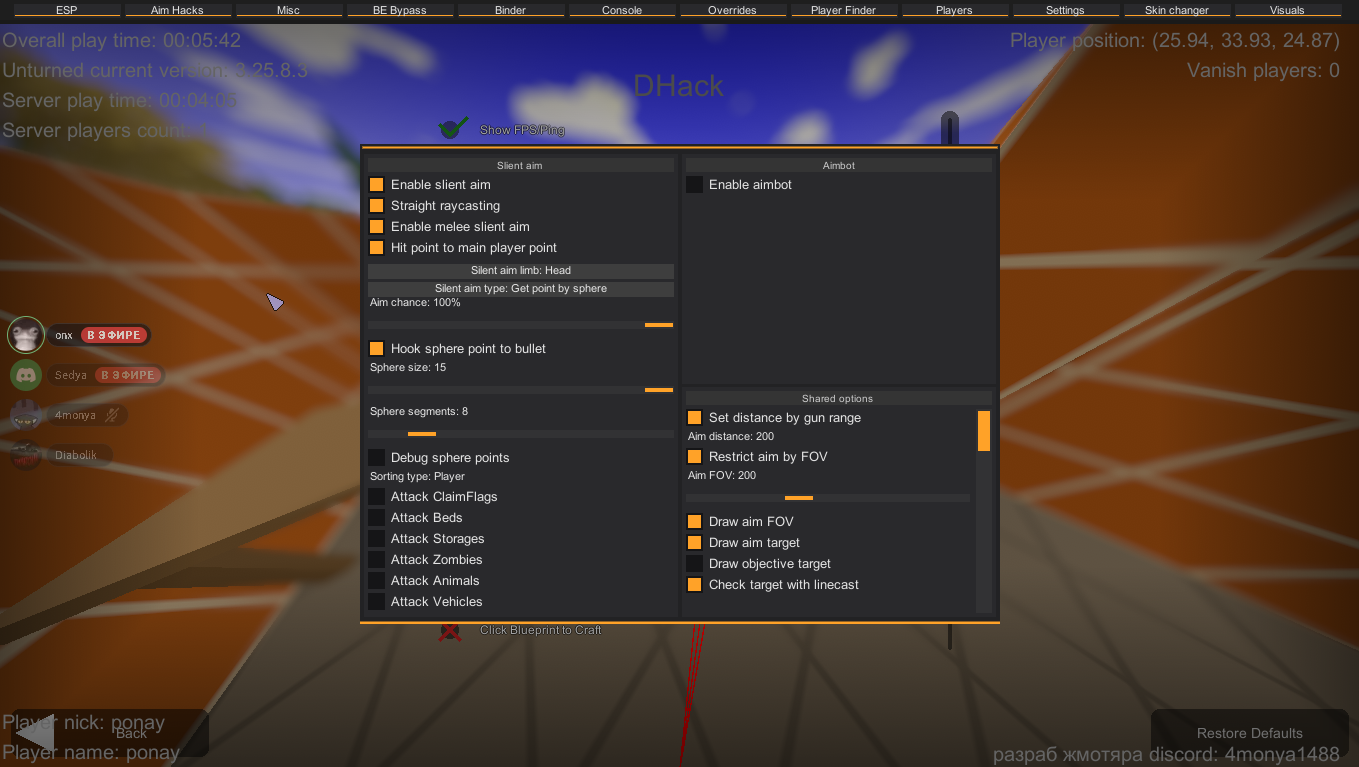 ESP
Aim Hacks
Misc
BE Bypass
Binder
Console
Overrides
Player Finder
Players
Settings
Skin changer
Visuals
Overall play time: 00:05:42
Player position: (25.94, 33.93, 24.87)
Unturned current version: 3.25.8.3
Vanish players: 0
DHack
Server play time: 00:04:
Server players count:
Show FPS/Ping
Slient aim
Enable slient aim
Straight raycasting
Enable melee slient aim
Hit point to main player point
Silent aim limb: Head
Silent aim type: Get point by sphere
Aim chance: 100%
Hook sphere point to bullet
Sphere size: 15
Sphere segments: 8
Debug sphere points
Sorting type: Player
Attack ClaimFlags
Attack Beds
Attack Storages
Attack Zombies
Attack Animals
Attack Vehicles
Aimbot
Enable aimbot
Shared options
Set distance by gun range
Aim distance: 200
Restrict aim by FOV
Aim FOV: 200
Draw aim FOV
Draw aim target
Draw objective target
Check target with linecast
onx В ЭФИРЕ
Sedya В ЭФИРЕ
4monya
Diabolik
Click Blueprint to Craft
Player nick: ponay
Back
Player name: ponay
Restore Defaults
разраб жмотяра discord: 4monya1488